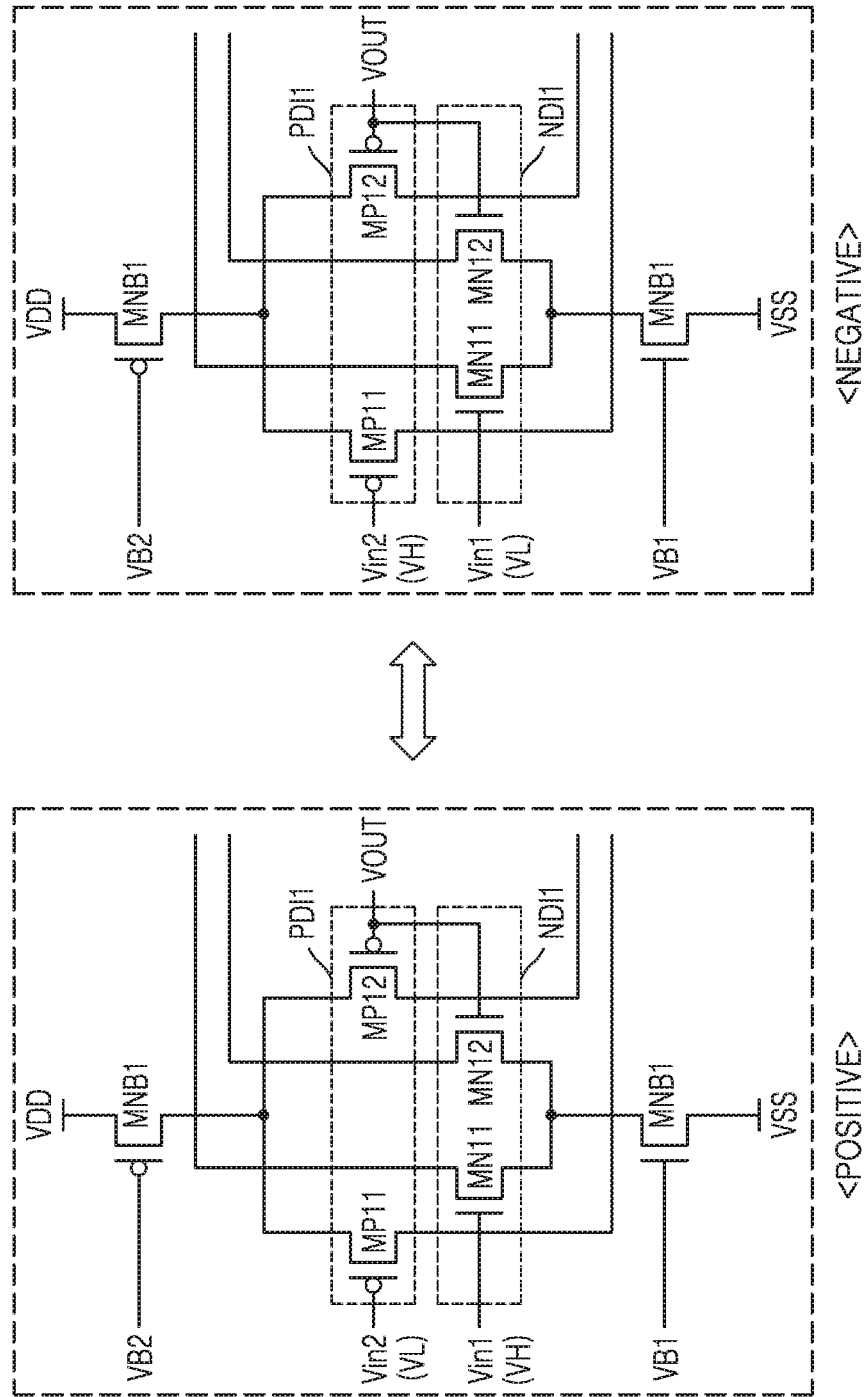 VDD
MNB1
VB2
PDI1
Vin2
(VL)
MP11
MP12
VOUT
Vin1
(VH)
MN11
MN12
NDI1
VB1
MNB1
VSS
<POSITIVE>
VDD
MNB1
VB2
PDI1
Vin2
(VH)
MP11
MP12
VOUT
Vin1
(VL)
MN11
MN12
NDI1
VB1
MNB1
VSS
<NEGATIVE>